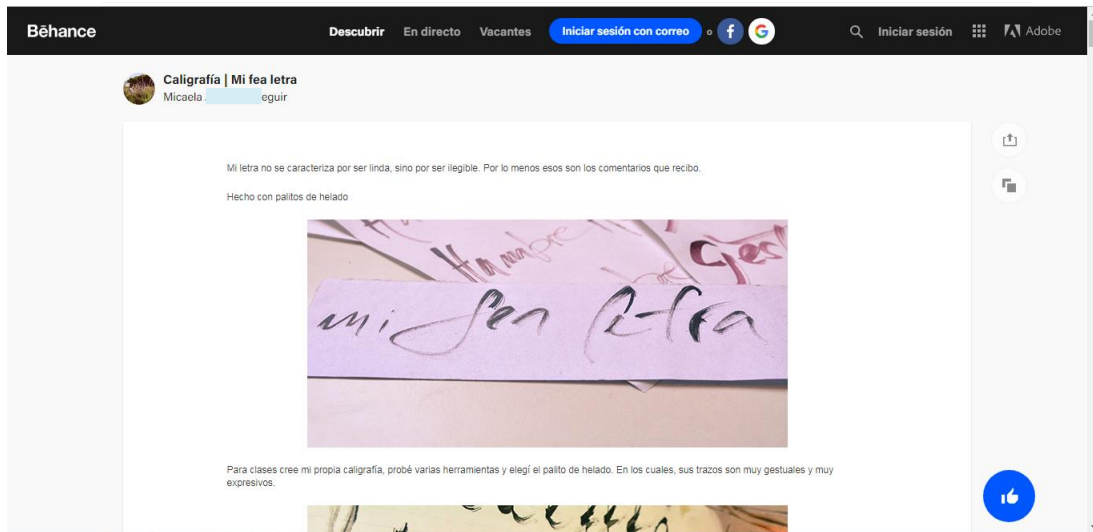 Bēhance
Descubrir En directo Vacantes Iniciar sesión con correo o f G Iniciar sesión Adobe
Caligrafía | Mi fea letra
Micaela eguir
Mi letra no se caracteriza por ser linda, sino por ser ilegible. Por lo menos esos son los comentarios que recibo.
Hecho con palitos de helado
Hambre
mi fea letra
Para clases cree mi propia caligrafía, probé varias herramientas y elegí el palito de helado. En los cuales, sus trazos son muy gestuales y muy
expresivos.